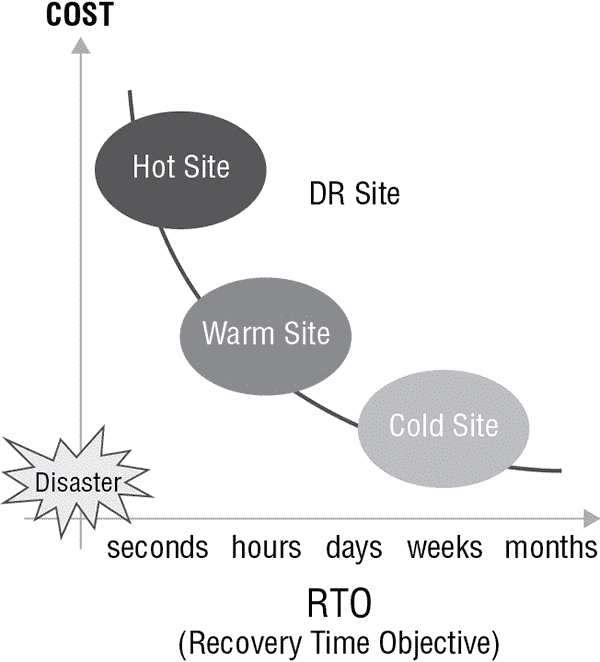 COST
Hot Site
DR Site
Warm Site
Cold Site
Disaster
seconds hours days weeks months
RTO
(Recovery Time Objective)